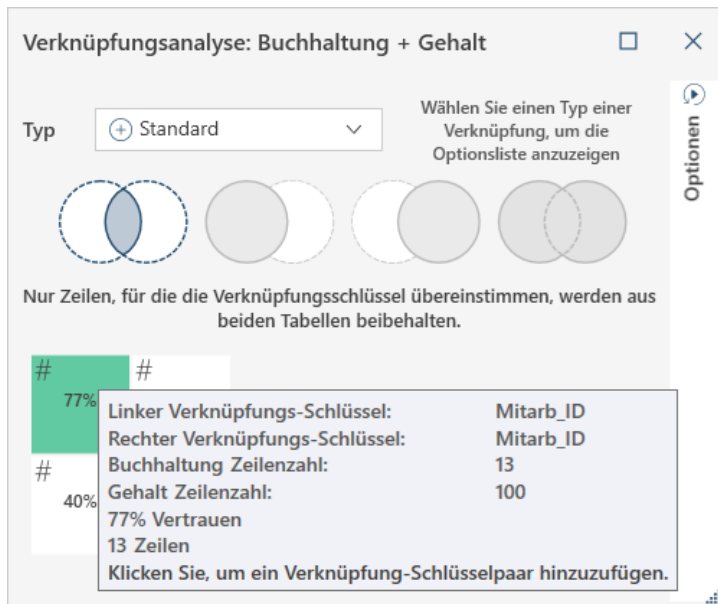 Verknüpfungsanalyse: Buchhaltung + Gehalt
Typ
Standard
Wählen Sie einen Typ einer
Verknüpfung, um die
Optionsliste anzuzeigen
Optionen
Nur Zeilen, für die die Verknüpfungsschlüssel übereinstimmen, werden aus
beiden Tabellen beibehalten.
# #
77%
#
40%
Linker Verknüpfungs-Schlüssel: Mitarb_ID
Rechter Verknüpfungs-Schlüssel: Mitarb_ID
Buchhaltung Zeilenzahl: 13
Gehalt Zeilenzahl: 100
77% Vertrauen
13 Zeilen
Klicken Sie, um ein Verknüpfung-Schlüsselpaar hinzuzufügen.